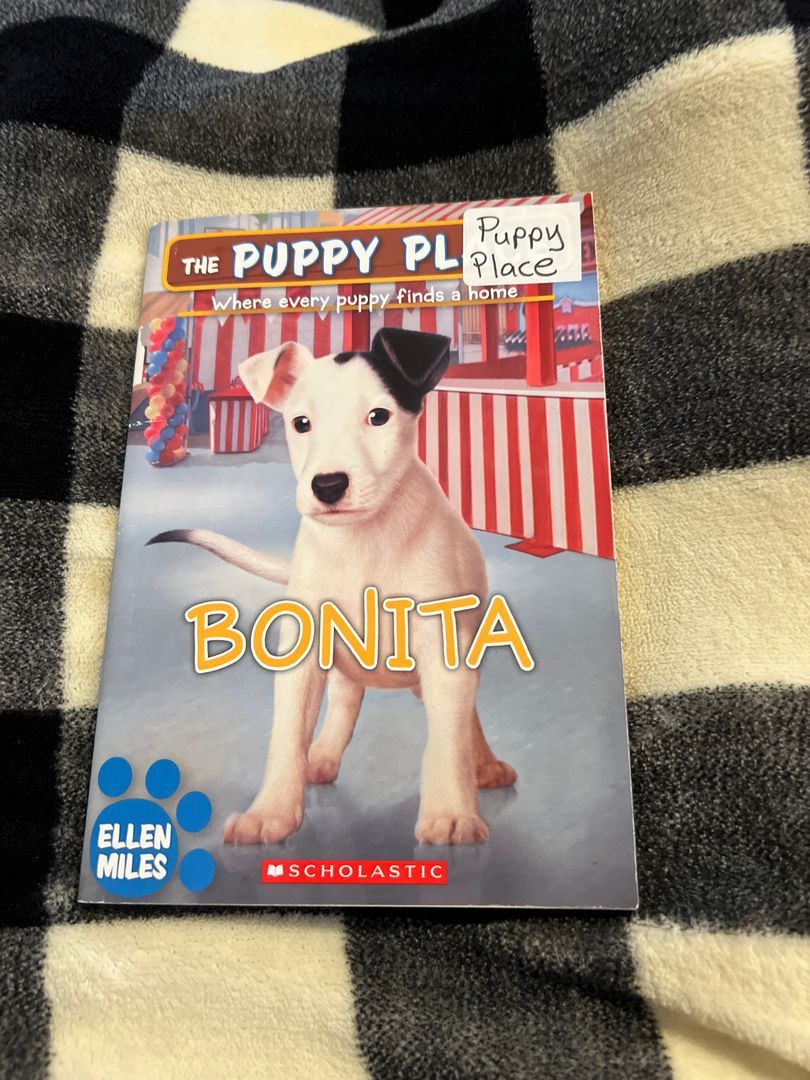 THE PUPPY PL
Puppy
Place
Where every puppy finds a home
BONITA
ELLEN
MILES
SCHOLASTIC